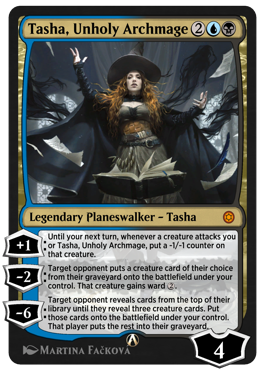 Tasha, Unholy Archmage 2
Legendary Planeswalker – Tasha
+1
Until your next turn, whenever a creature attacks you
or Tasha, Unholy Archmage, put a -1/-1 counter on
that creature.
-2
Target opponent puts a creature card of their choice
from their graveyard onto the battlefield under your
control. That creature gains ward 2.
-6
Target opponent reveals cards from the top of their
library until they reveal three creature cards. Put
those cards onto the battlefield under your control.
That player puts the rest into their graveyard.
Martina Fačková
4